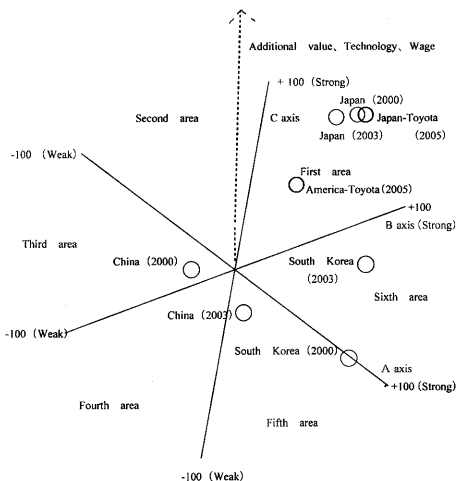 Additional value、Technology、Wage
+ 100 (Strong)
Japan (2000)
Second area
C axis
Japan-Toyota
Japan (2003)
(2005)
-100 (Weak)
First area
America-Toyota(2005)
+100
B axis(Strong)
Third area
China (2000)
South Korea
(2003)
Sixth area
China (2003)
-100 (Weak)
South Korea (2000)
A axis
+100 (Strong)
Fourth area
Fifth area
-100 (Weak)